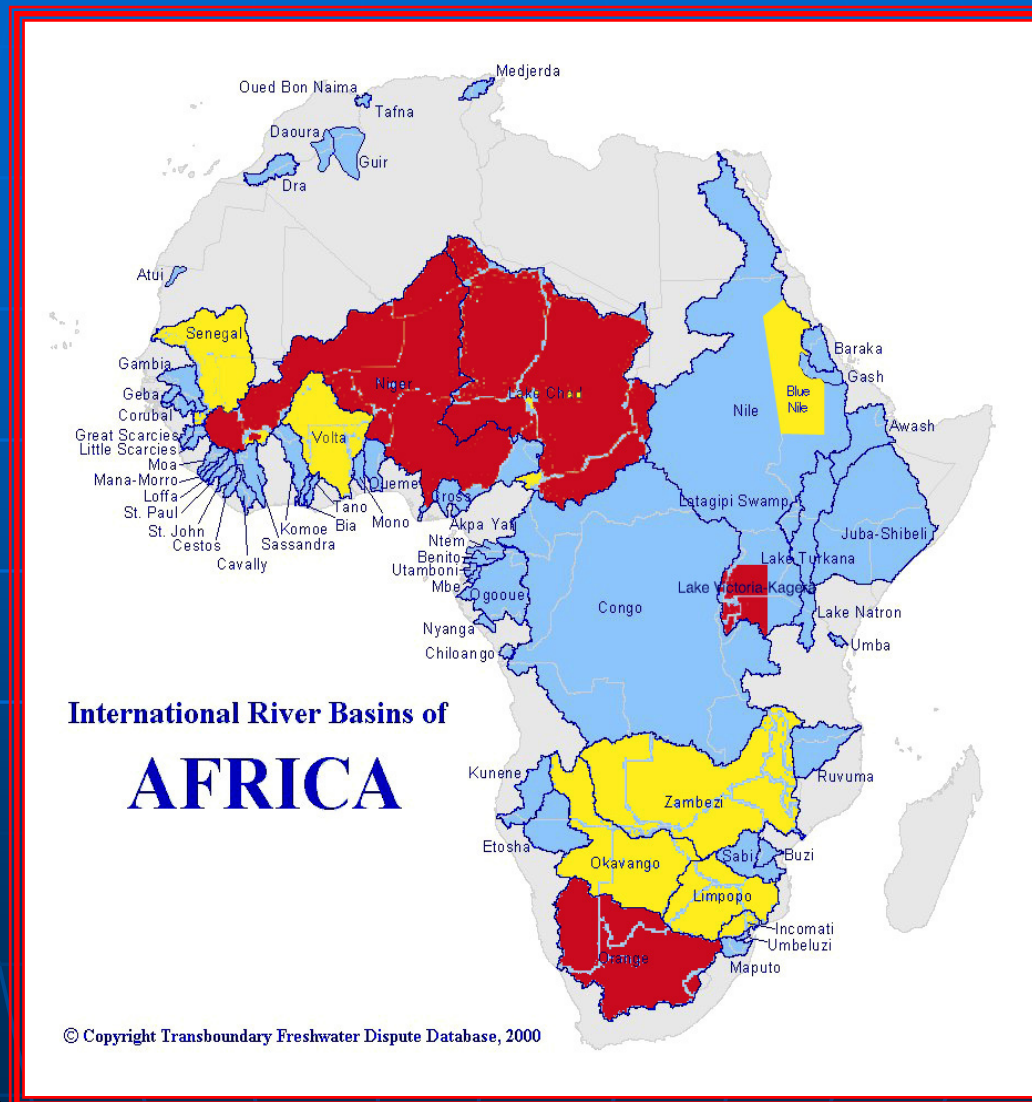 Medjerda
Oued Bon Naima
Tafna
Daoura
Guir
Dra
Atui
Senegal
Gambia
Geba
Corubal
Great Scarcies
Little Scarcies
Moa
Mana-Morro
Loffa
St. Paul
St. John
Cestos
Cavally
Sassandra
Komoe
Bia
Tano
Mono
Volta
Oueme
Niger
Lake Chad
Cross
Akpa Yafi
Ntem
Benito
Utamboni
Mbe
Ogooue
Nyanga
Chiloango
Congo
Nile
Blue
Nile
Baraka
Gash
Awash
Latagipi Swamp
Juba-Shibeli
Lake Turkana
Lake Victoria-Kagera
Lake Natron
Umba
International River Basins of
AFRICA
Kunene
Etosha
Zambezi
Ruvuma
Okavango
Sabi
Buzi
Limpopo
Incomati
Umbeluzi
Maputo
Orange
© Copyright Transboundary Freshwater Dispute Database, 2000